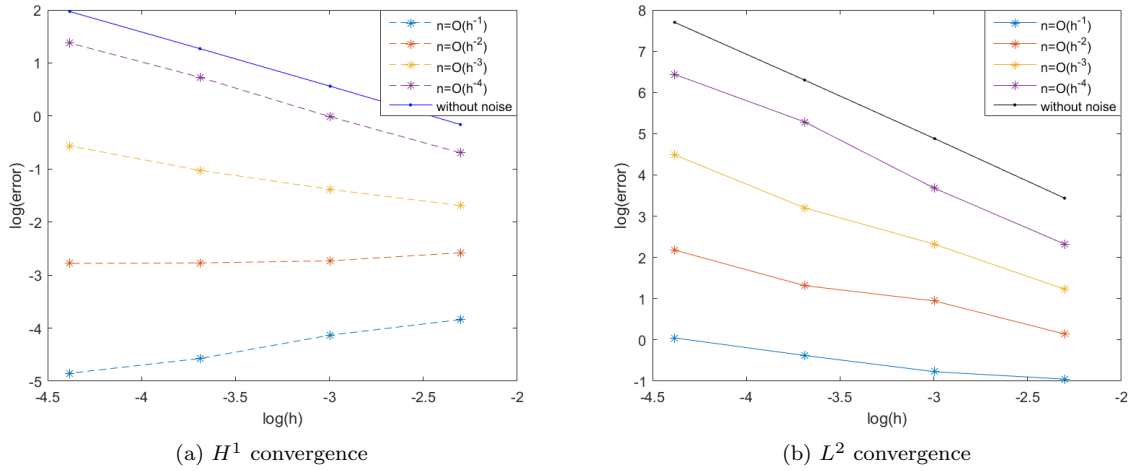 2
1
0
-1
-2
-3
-4
-5
-4.5
-4
-3.5
-3
-2.5
-2
log(error)
log(h)
n=O(h⁻¹)
n=O(h⁻²)
n=O(h⁻³)
n=O(h⁻⁴)
without noise
(a) H¹ convergence
8
7
6
5
4
3
2
1
0
-1
-4.5
-4
-3.5
-3
-2.5
-2
log(error)
log(h)
n=O(h⁻¹)
n=O(h⁻²)
n=O(h⁻³)
n=O(h⁻⁴)
without noise
(b) L² convergence